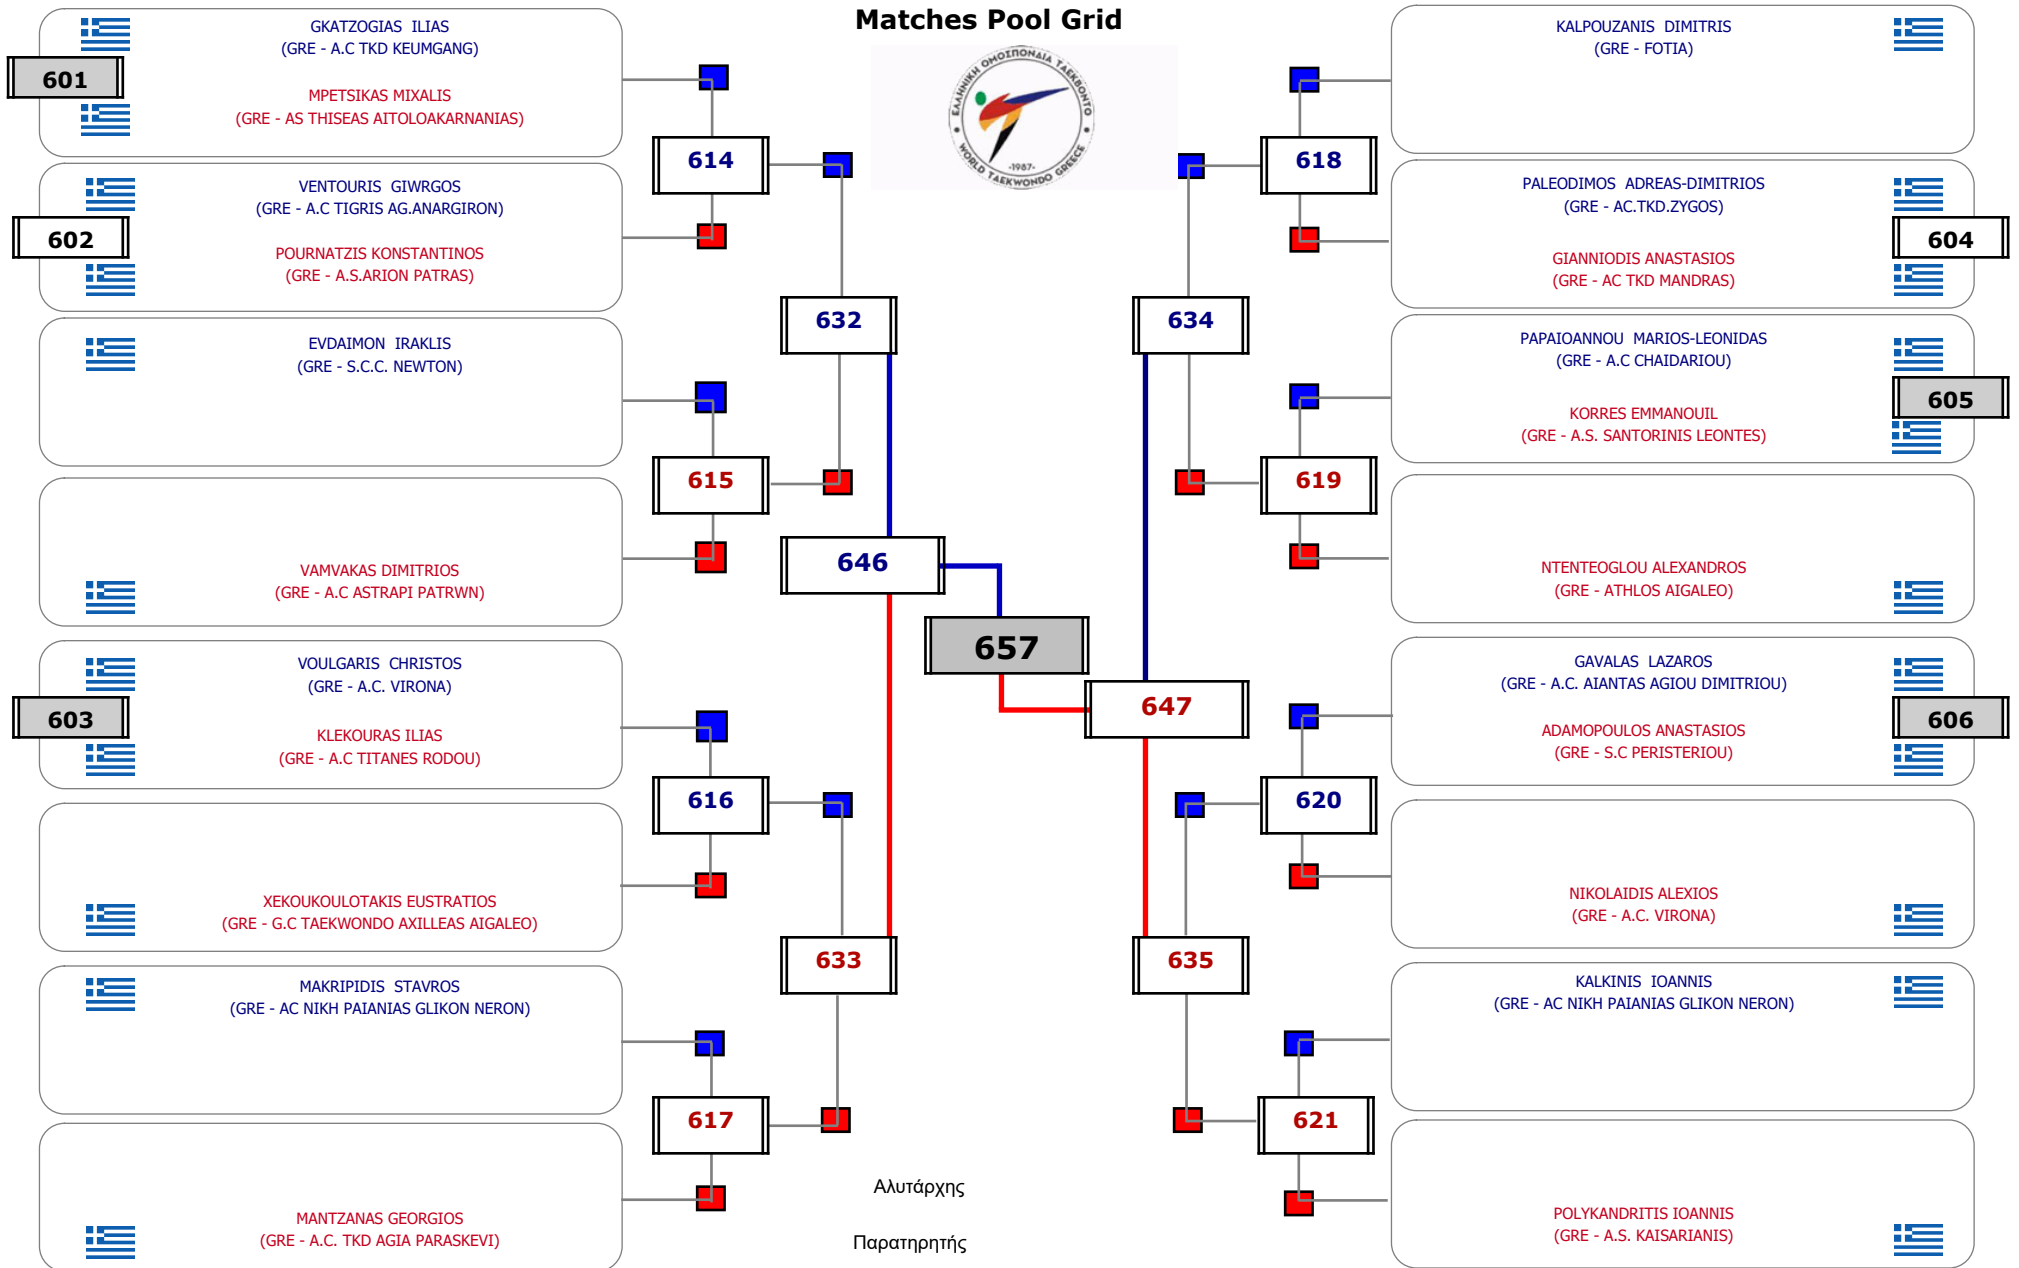 Matches Pool Grid
ΕΛΛΗΝΙΚΗ ΟΜΟΣΠΟΝΔΙΑ ΤΑΕΚΒΟΝΤΟ
-1987-
WORLD TAEKWONDO GREECE
GKATZOGIAS ILIAS
(GRE - A.C TKD KEUMGANG)
601
MPETSIKAS MIXALIS
(GRE - AS THISEAS AITOLOAKARNANIAS)
VENTOURIS GIWRGOS
(GRE - A.C TIGRIS AG.ANARGIRON)
602
POURNATZIS KONSTANTINOS
(GRE - A.S.ARION PATRAS)
EVDAIMON IRAKLIS
(GRE - S.C.C. NEWTON)
VAMVAKAS DIMITRIOS
(GRE - A.C ASTRAPI PATRWN)
VOULGARIS CHRISTOS
(GRE - A.C. VIRONA)
603
KLEKOURAS ILIAS
(GRE - A.C TITANES RODOU)
XEKOUKOULOTAKIS EUSTRATIOS
(GRE - G.C TAEKWONDO AXILLEAS AIGALEO)
MAKRIPIDIS STAVROS
(GRE - AC NIKH PAIANIAS GLIKON NERON)
MANTZANAS GEORGIOS
(GRE - A.C. TKD AGIA PARASKEVI)
614
615
616
617
632
633
646
657
647
634
635
618
619
620
621
KALPOUZANIS DIMITRIS
(GRE - FOTIA)
PALEODIMOS ADREAS-DIMITRIOS
(GRE - AC.TKD.ZYGOS)
604
GIANNIODIS ANASTASIOS
(GRE - AC TKD MANDRAS)
PAPAIOANNOU MARIOS-LEONIDAS
(GRE - A.C CHAIDARIOU)
605
KORRES EMMANOUIL
(GRE - A.S. SANTORINIS LEONTES)
NTENTEOGLOU ALEXANDROS
(GRE - ATHLOS AIGALEO)
GAVALAS LAZAROS
(GRE - A.C. AIANTAS AGIOU DIMITRIOU)
606
ADAMOPOULOS ANASTASIOS
(GRE - S.C PERISTERIOU)
NIKOLAIDIS ALEXIOS
(GRE - A.C. VIRONA)
KALKINIS IOANNIS
(GRE - AC NIKH PAIANIAS GLIKON NERON)
POLYKANDRITIS IOANNIS
(GRE - A.S. KAISARIANIS)
Αλυτάρχης
Παρατηρητής